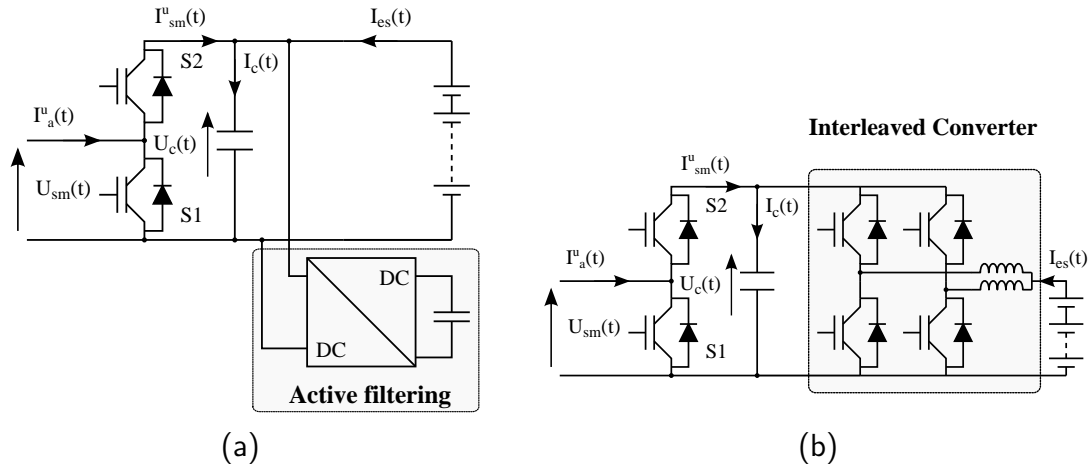 I^u_sm(t)
I_es(t)
S2
I_c(t)
I^u_a(t)
U_c(t)
U_sm(t)
S1
DC
DC
Active filtering
(a)
Interleaved Converter
I^u_sm(t)
S2
I_c(t)
I^u_a(t)
I_es(t)
U_c(t)
U_sm(t)
S1
(b)